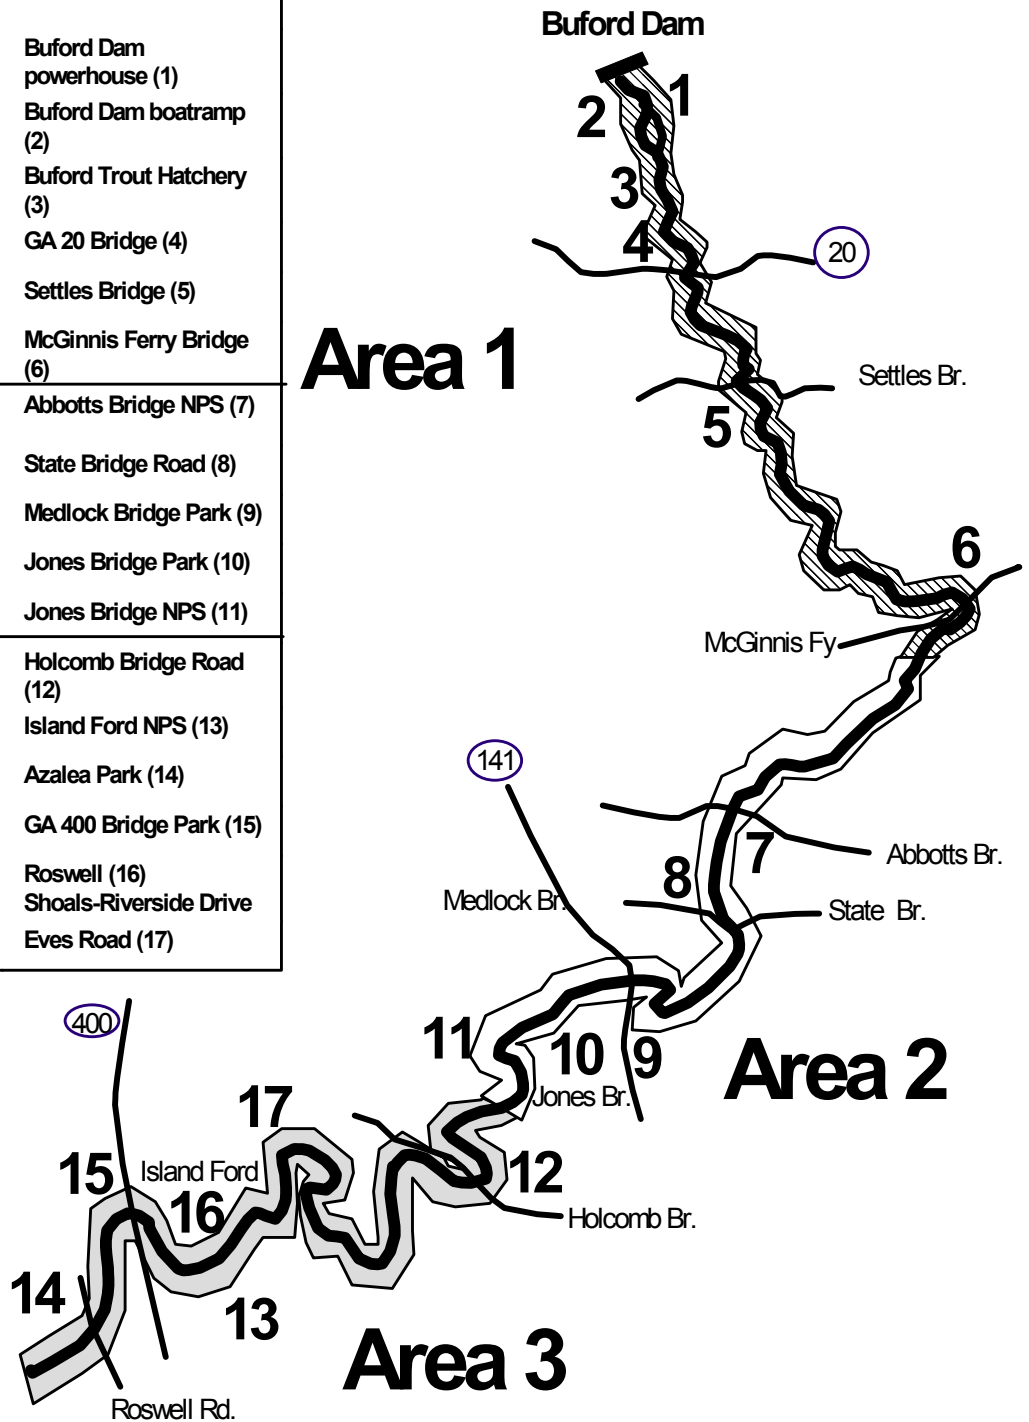 Buford Dam
powerhouse (1)
Buford Dam boatramp
(2)
Buford Trout Hatchery
(3)
GA 20 Bridge (4)
Settles Bridge (5)
McGinnis Ferry Bridge
(6)
Abbotts Bridge NPS (7)
State Bridge Road (8)
Medlock Bridge Park (9)
Jones Bridge Park (10)
Jones Bridge NPS (11)
Holcomb Bridge Road
(12)
Island Ford NPS (13)
Azalea Park (14)
GA 400 Bridge Park (15)
Roswell (16)
Shoals-Riverside Drive
Eves Road (17)
Buford Dam
1
2
3
4
20
Area 1
Settles Br.
5
6
McGinnis Fy
141
7
Abbotts Br.
8
Medlock Br.
State Br.
400
11
10
9
Area 2
Jones Br.
17
15
Island Ford
12
16
Holcomb Br.
14
13
Area 3
Roswell Rd.